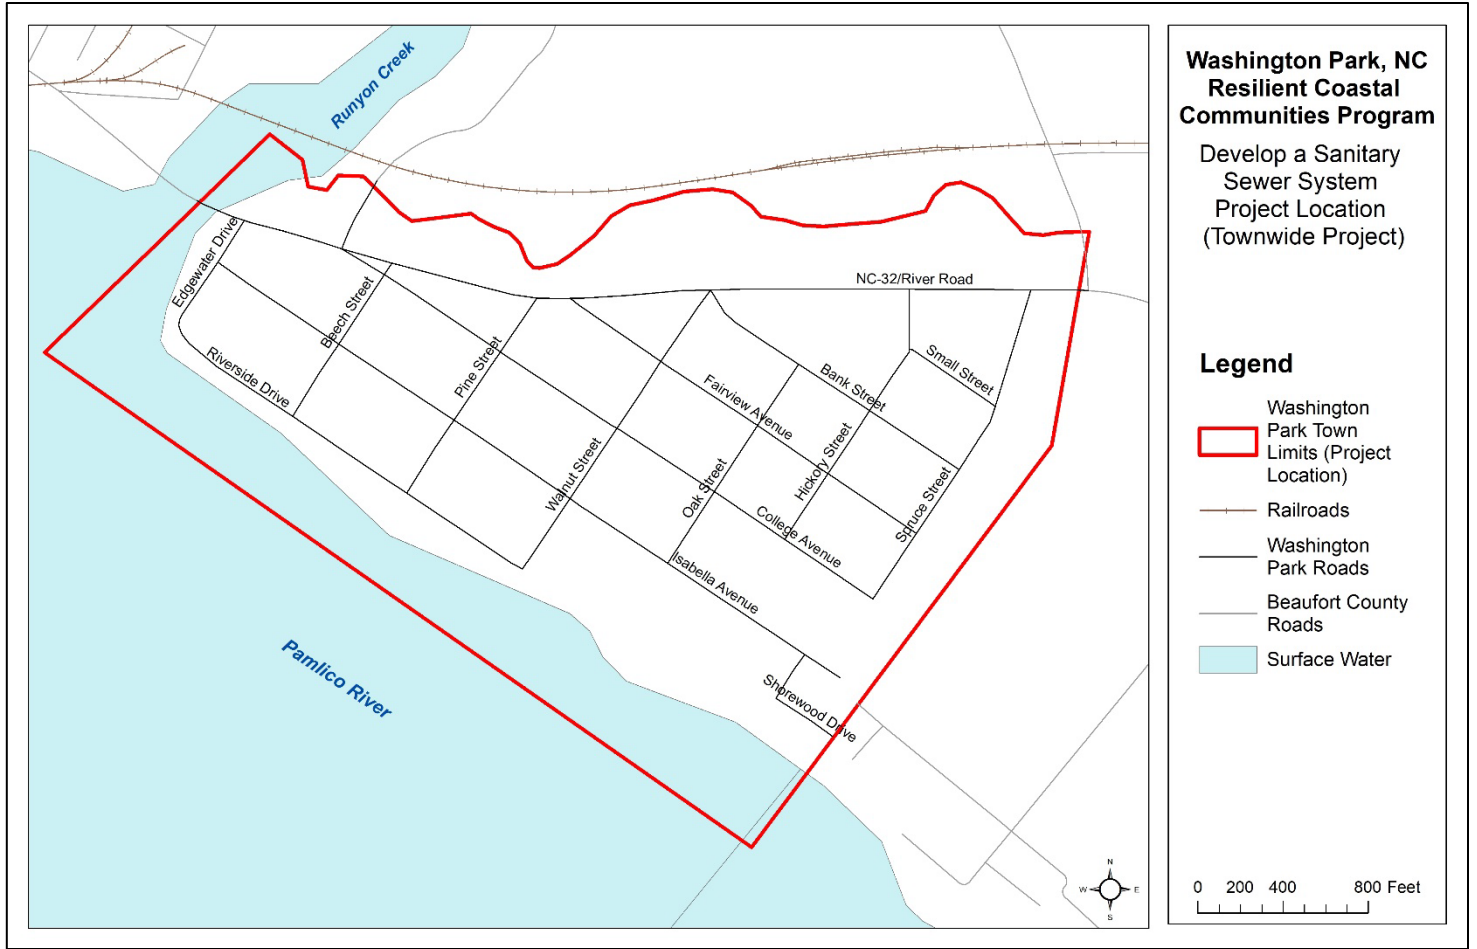 Runyon Creek
Edgewater Drive
Beech Street
Riverside Drive
Pine Street
NC-32/River Road
Small Street
Bank Street
Fairview Avenue
Hickory Street
Walnut Street
Oak Street
College Avenue
Spruce Street
Isabella Avenue
Shorewood Drive
Pamlico River
N
W
E
S
Washington Park, NC
Resilient Coastal
Communities Program
Develop a Sanitary
Sewer System
Project Location
(Townwide Project)
Legend
Washington
Park Town
Limits (Project
Location)
Railroads
Washington
Park Roads
Beaufort County
Roads
Surface Water
0 200 400 800 Feet